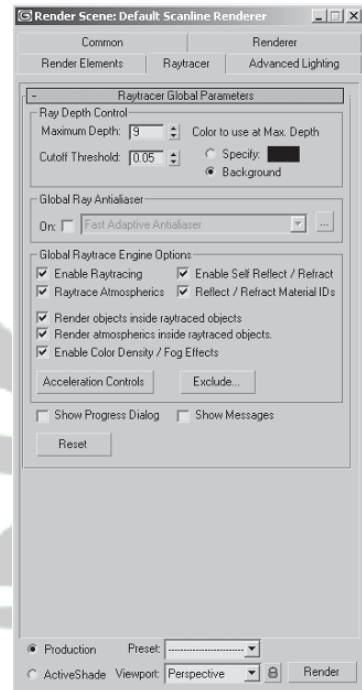 Render Scene: Default Scanline Renderer
Common Renderer
Render Elements Raytracer Advanced Lighting
- Raytracer Global Parameters
Ray Depth Control
Maximum Depth: 9 Color to use at Max. Depth
Cutoff Threshold: 0.05 Specify:
Background
Global Ray Antialiaser
On: Fast Adaptive Antialiaser ...
Global Raytrace Engine Options
Enable Raytracing Enable Self Reflect / Refract
Raytrace Atmospherics Reflect / Refract Material IDs
Render objects inside raytraced objects
Render atmospherics inside raytraced objects.
Enable Color Density / Fog Effects
Acceleration Controls Exclude...
Show Progress Dialog Show Messages
Reset
Production Preset: -------------------------
ActiveShade Viewport: Perspective Render